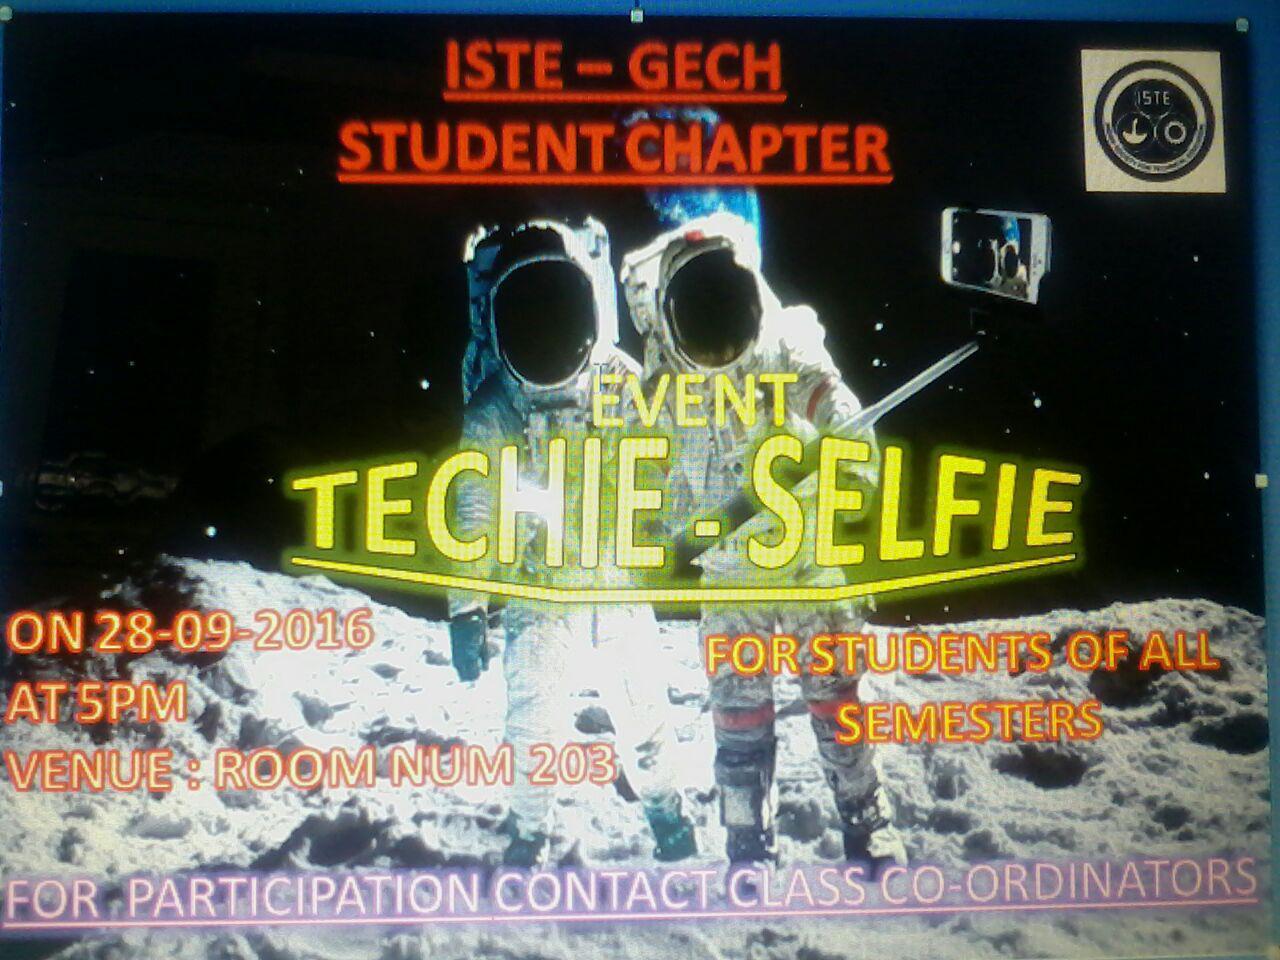 ISTE – GECH
STUDENT CHAPTER
ISTE
EVENT
TECHIE - SELFIE
ON 28-09-2016
AT 5PM
VENUE : ROOM NUM 203
FOR STUDENTS OF ALL
SEMESTERS
FOR PARTICIPATION CONTACT CLASS CO-ORDINATORS